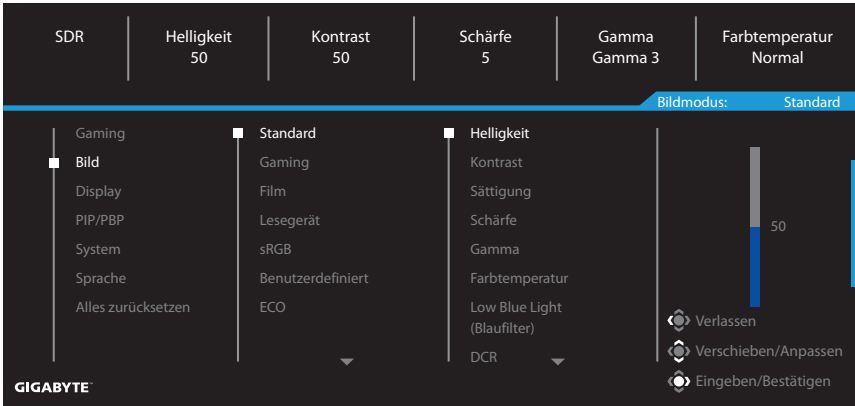 SDR
Helligkeit
50
Kontrast
50
Schärfe
5
Gamma
Gamma 3
Farbtemperatur
Normal
Bildmodus: Standard
Gaming
Bild
Display
PIP/PBP
System
Sprache
Alles zurücksetzen
Standard
Gaming
Film
Lesegerät
sRGB
Benutzerdefiniert
ECO
Helligkeit
Kontrast
Sättigung
Schärfe
Gamma
Farbtemperatur
Low Blue Light
(Blaufilter)
DCR
50
Verlassen
Verschieben/Anpassen
Eingeben/Bestätigen
GIGABYTE™